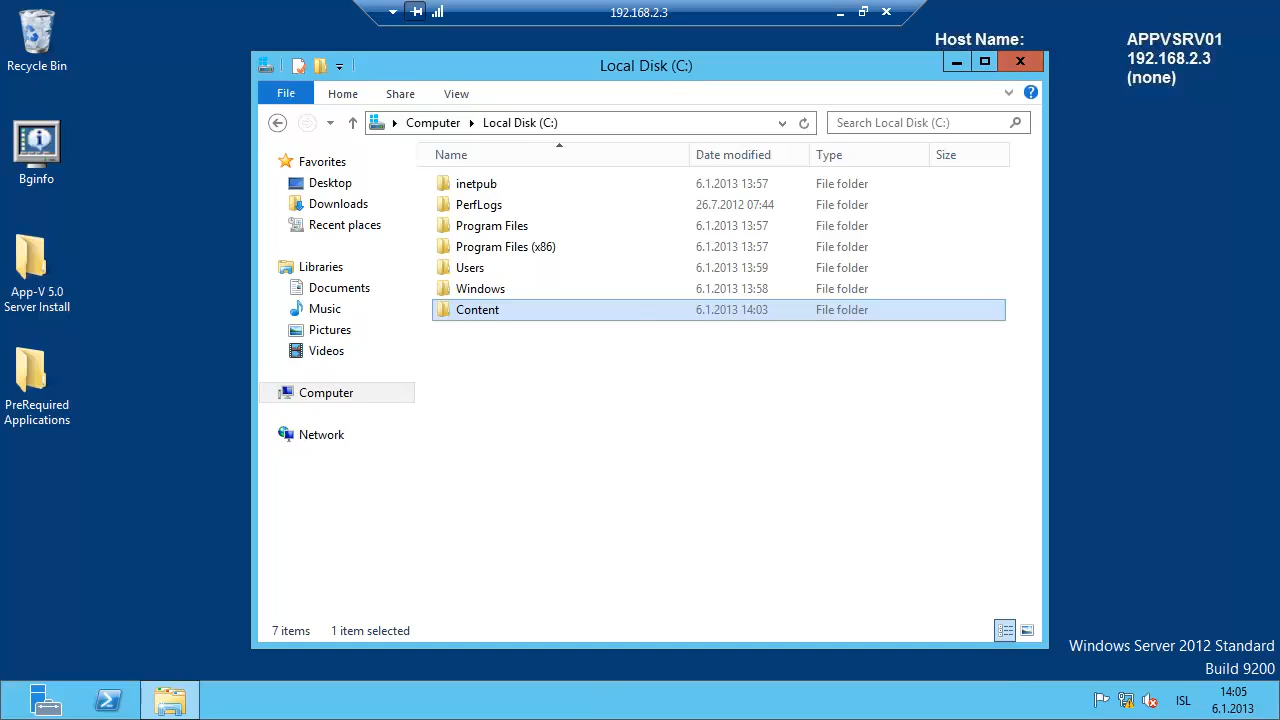 192.168.2.3
Recycle Bin
Bginfo
App-V 5.0
Server Install
PreRequired
Applications
Host Name: APPVSRV01
192.168.2.3
(none)
Local Disk (C:)
File Home Share View
Computer Local Disk (C:) Search Local Disk (C:)
Favorites
Desktop
Downloads
Recent places
Libraries
Documents
Music
Pictures
Videos
Computer
Network
Name Date modified Type Size
inetpub 6.1.2013 13:57 File folder
PerfLogs 26.7.2012 07:44 File folder
Program Files 6.1.2013 13:57 File folder
Program Files (x86) 6.1.2013 13:57 File folder
Users 6.1.2013 13:59 File folder
Windows 6.1.2013 13:58 File folder
Content 6.1.2013 14:03 File folder
7 items 1 item selected
Windows Server 2012 Standard
Build 9200
ISL 14:05
6.1.2013